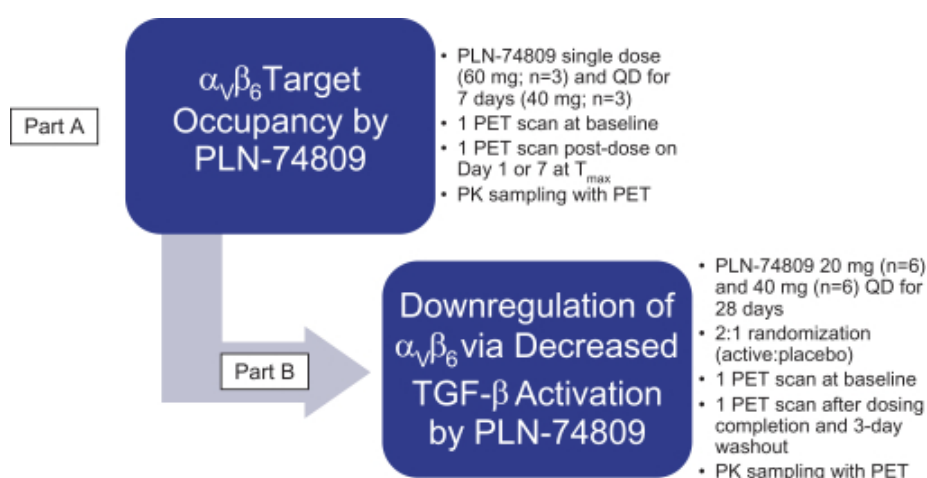 Part A
αVβ6 Target
Occupancy by
PLN-74809
• PLN-74809 single dose
(60 mg; n=3) and QD for
7 days (40 mg; n=3)
• 1 PET scan at baseline
• 1 PET scan post-dose on
Day 1 or 7 at Tmax
• PK sampling with PET
Part B
Downregulation of
αVβ6 via Decreased
TGF-β Activation
by PLN-74809
• PLN-74809 20 mg (n=6)
and 40 mg (n=6) QD for
28 days
• 2:1 randomization
(active:placebo)
• 1 PET scan at baseline
• 1 PET scan after dosing
completion and 3-day
washout
• PK sampling with PET